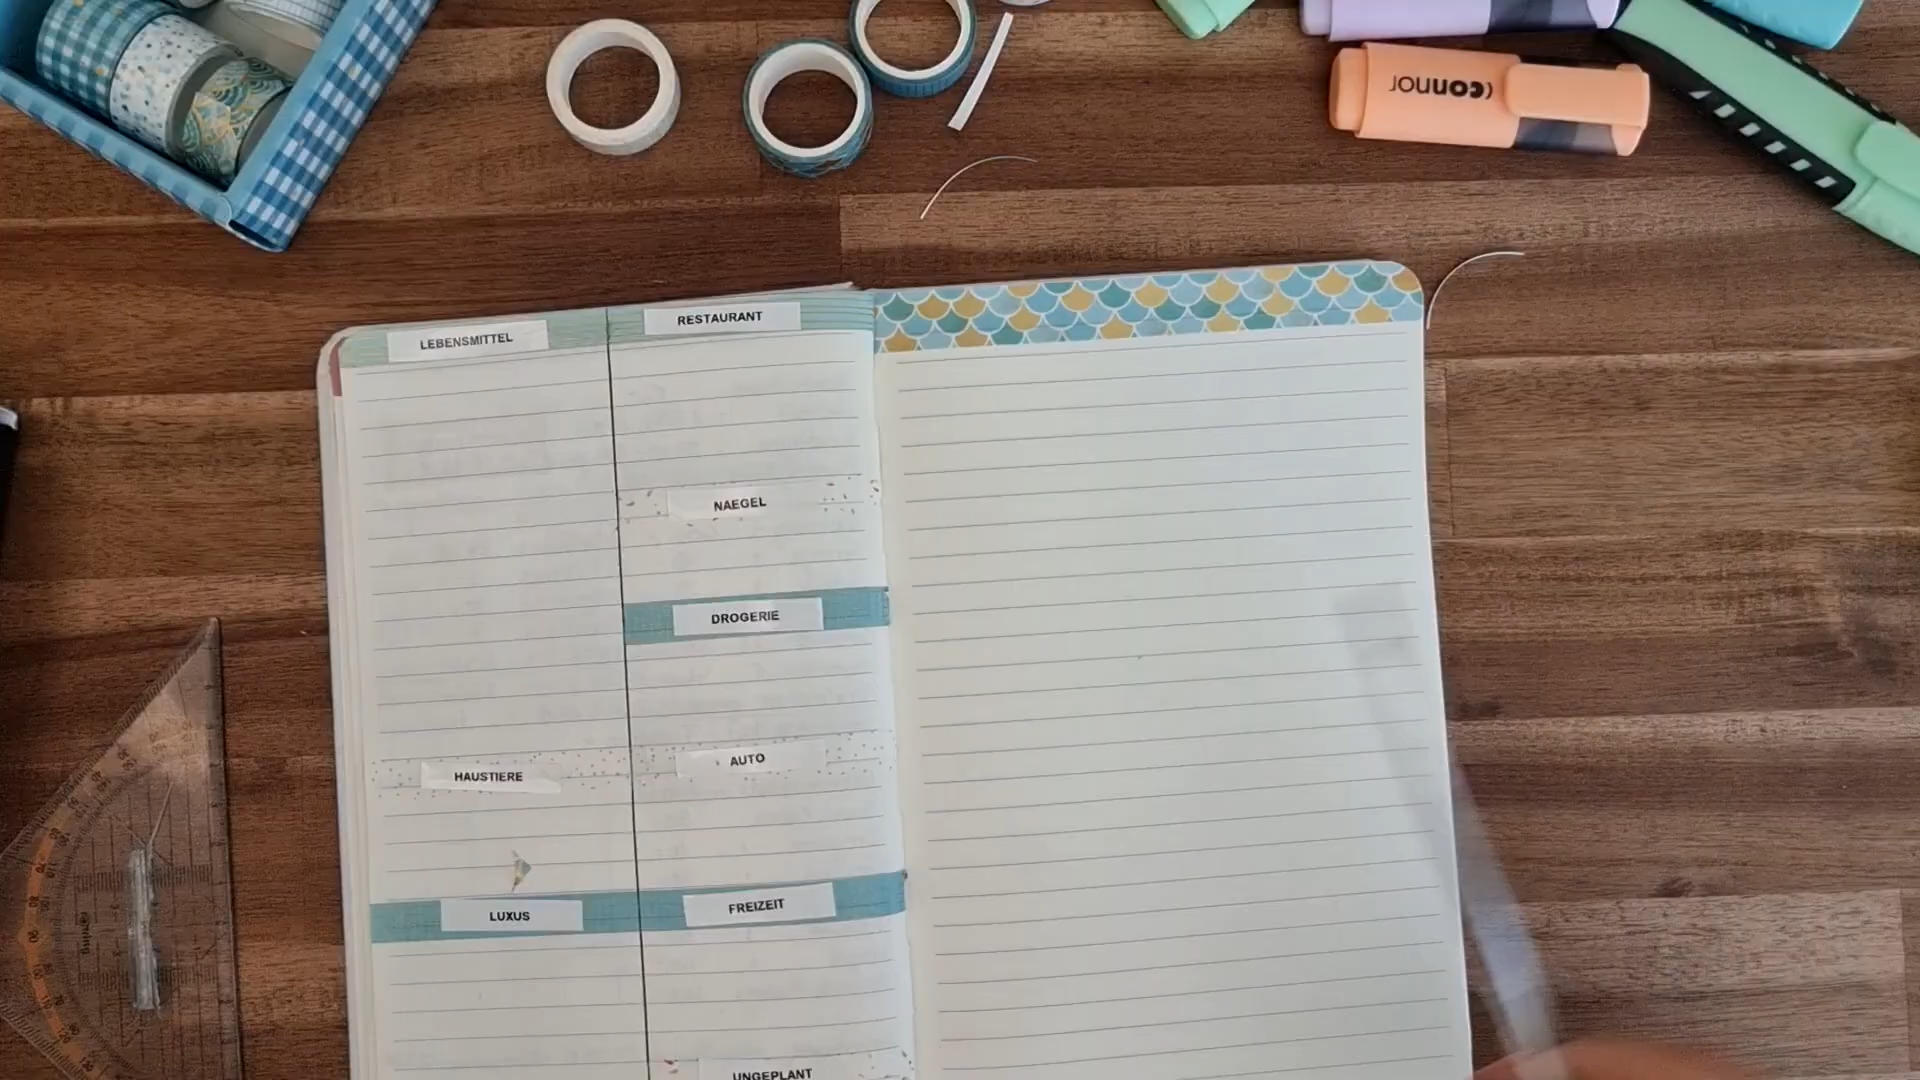 connor
LEBENSMITTEL
RESTAURANT
NAEGEL
DROGERIE
HAUSTIERE
AUTO
LUXUS
FREIZEIT
UNGEPLANT